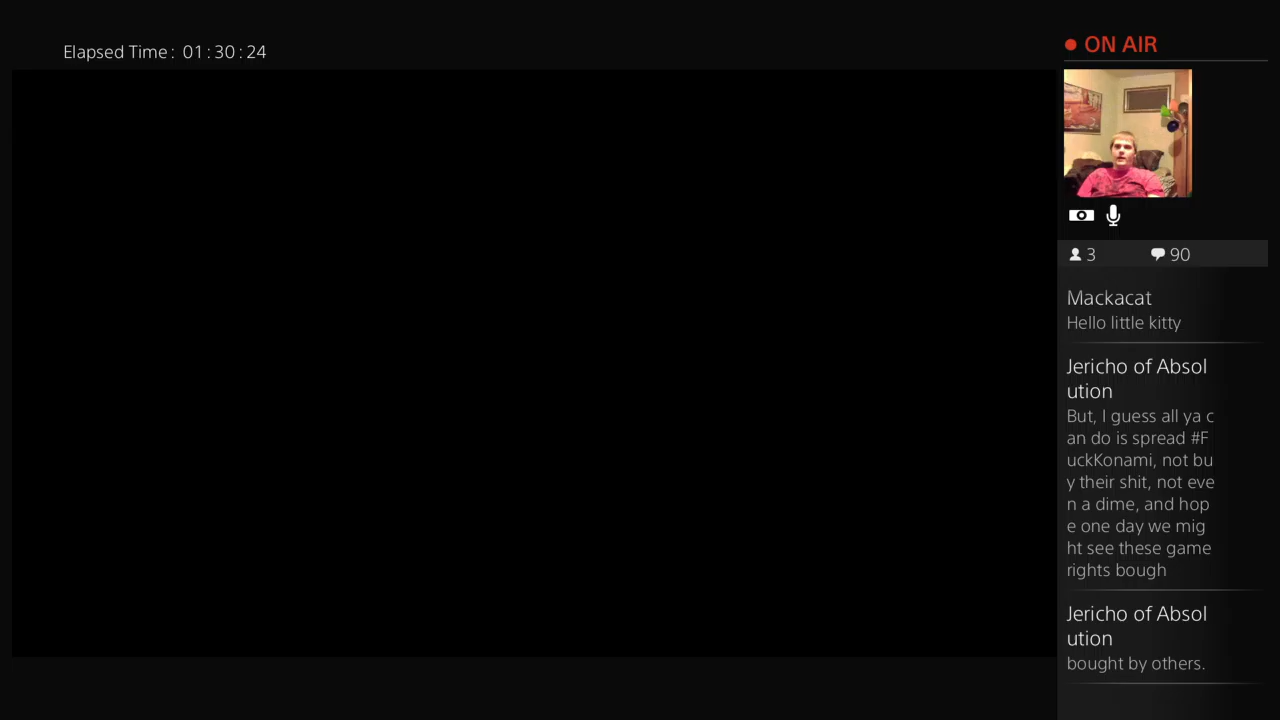 Elapsed Time: 01:30:24
ON AIR
3 90
Mackacat
Hello little kitty
Jericho of Absol
ution
But, I guess all ya c
an do is spread #F
uckKonami, not bu
y their shit, not eve
n a dime, and hop
e one day we mig
ht see these game
rights bough
Jericho of Absol
ution
bought by others.